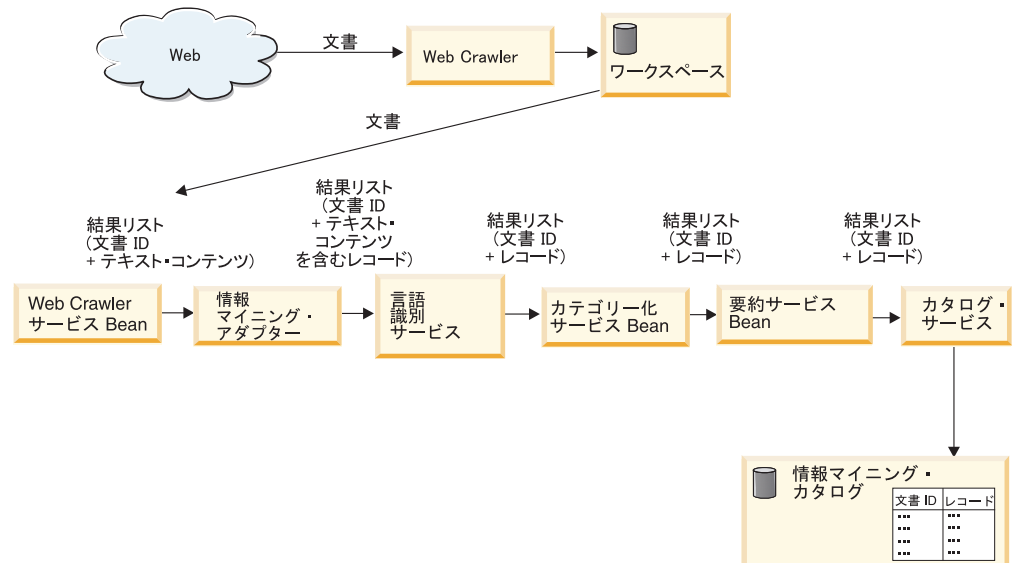 Web
文書
Web Crawler
ワークスペース
文書
結果リスト
(文書 ID
+ テキスト・コンテンツ)
結果リスト
(文書 ID
+ テキスト・
コンテンツ
を含むレコード)
結果リスト
(文書 ID
+ レコード)
結果リスト
(文書 ID
+ レコード)
結果リスト
(文書 ID
+ レコード)
Web Crawler
サービス Bean
情報
マイニング・
アダプター
言語
識別
サービス
カテゴリー化
サービス Bean
要約サービス
Bean
カタログ・
サービス
情報マイニング・
カタログ
文書 ID レコード
... ...
... ...
... ...
... ...